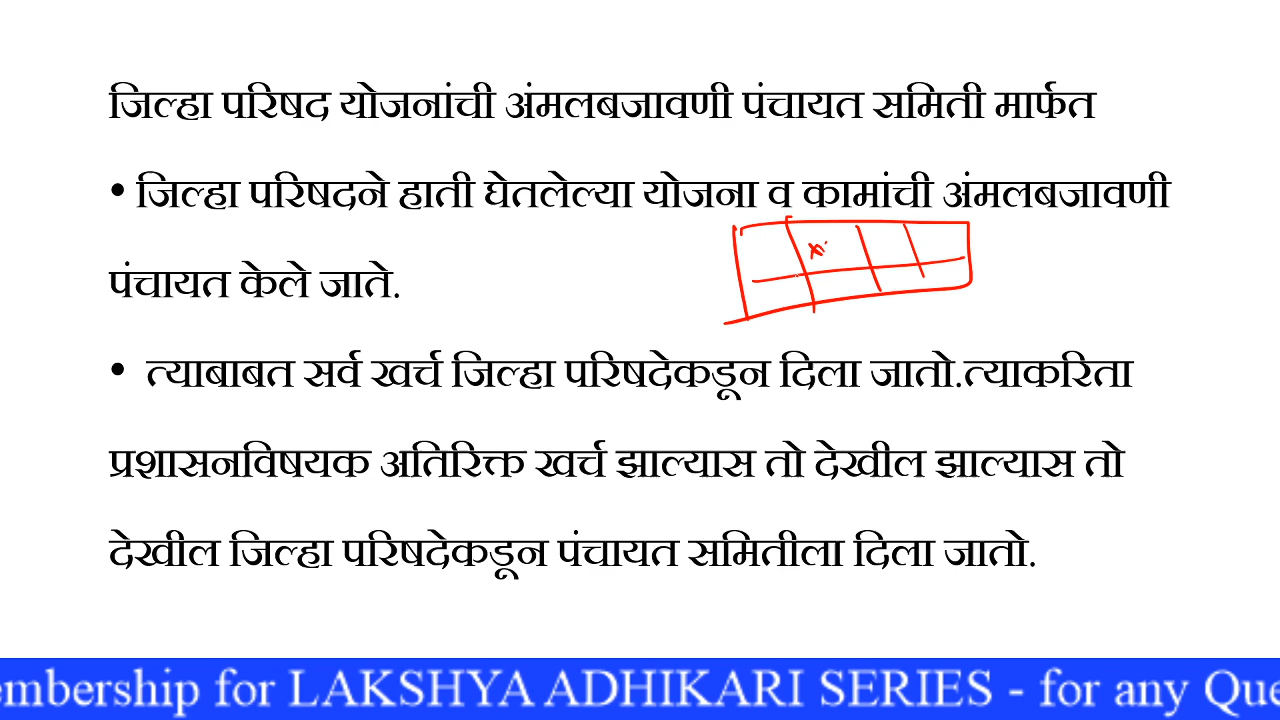 जिल्हा परिषद योजनांची अंमलबजावणी पंचायत समिती मार्फत
• जिल्हा परिषदने हाती घेतलेल्या योजना व कामांची अंमलबजावणी
पंचायत केले जाते.
• त्याबाबत सर्व खर्च जिल्हा परिषदेकडून दिला जातो.त्याकरिता
प्रशासनविषयक अतिरिक्त खर्च झाल्यास तो देखील झाल्यास तो
देखील जिल्हा परिषदेकडून पंचायत समितीला दिला जातो.
embership for LAKSHYA ADHIKARI SERIES - for any Que